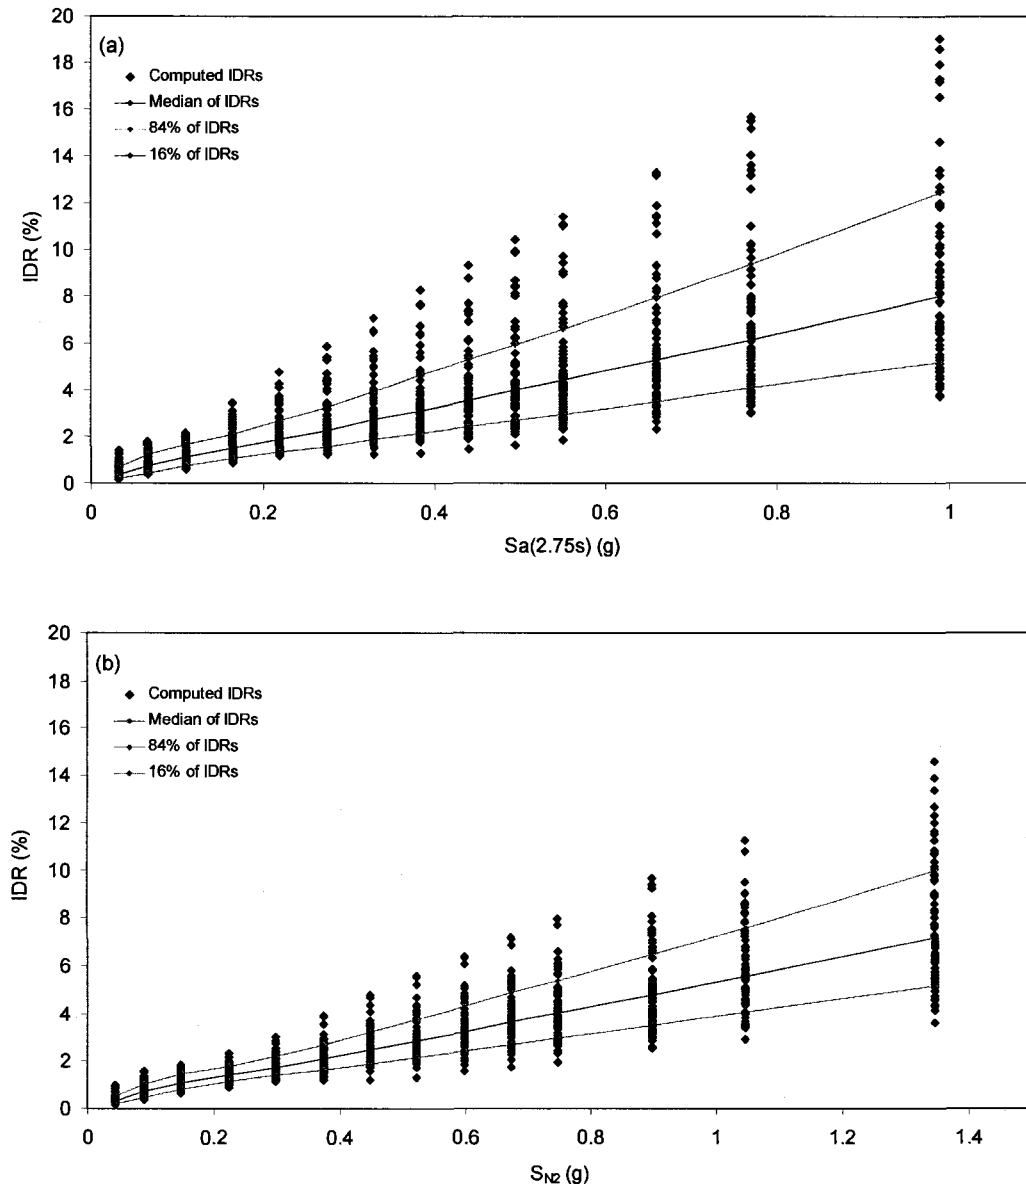 20
(a)
18
Computed IDRs
Median of IDRs
16
84% of IDRs
14
16% of IDRs
12
IDR (%)
10
8
6
4
2
0
0 0.2 0.4 0.6 0.8 1
Sa(2.75s) (g)
20
(b)
18
Computed IDRs
Median of IDRs
16
84% of IDRs
14
16% of IDRs
12
IDR (%)
10
8
6
4
2
0
0 0.2 0.4 0.6 0.8 1 1.2 1.4
S_N2 (g)